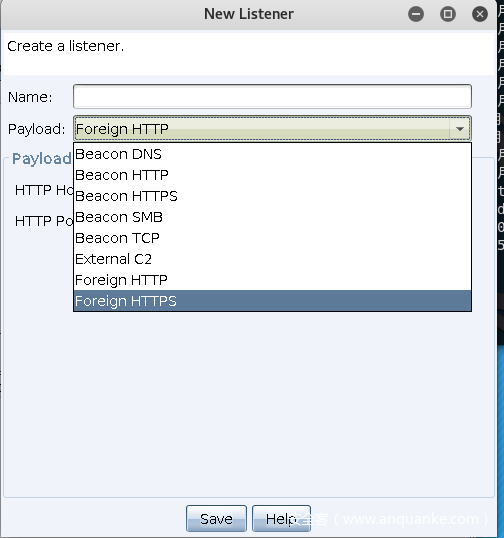 New Listener
Create a listener.
Name:
Payload: Foreign HTTP
Payload
Beacon DNS
Beacon HTTP
HTTP Ho
Beacon HTTPS
Beacon SMB
HTTP Po
Beacon TCP
External C2
Foreign HTTP
Foreign HTTPS
Save Help
安全客 ( www.anquanke.com )